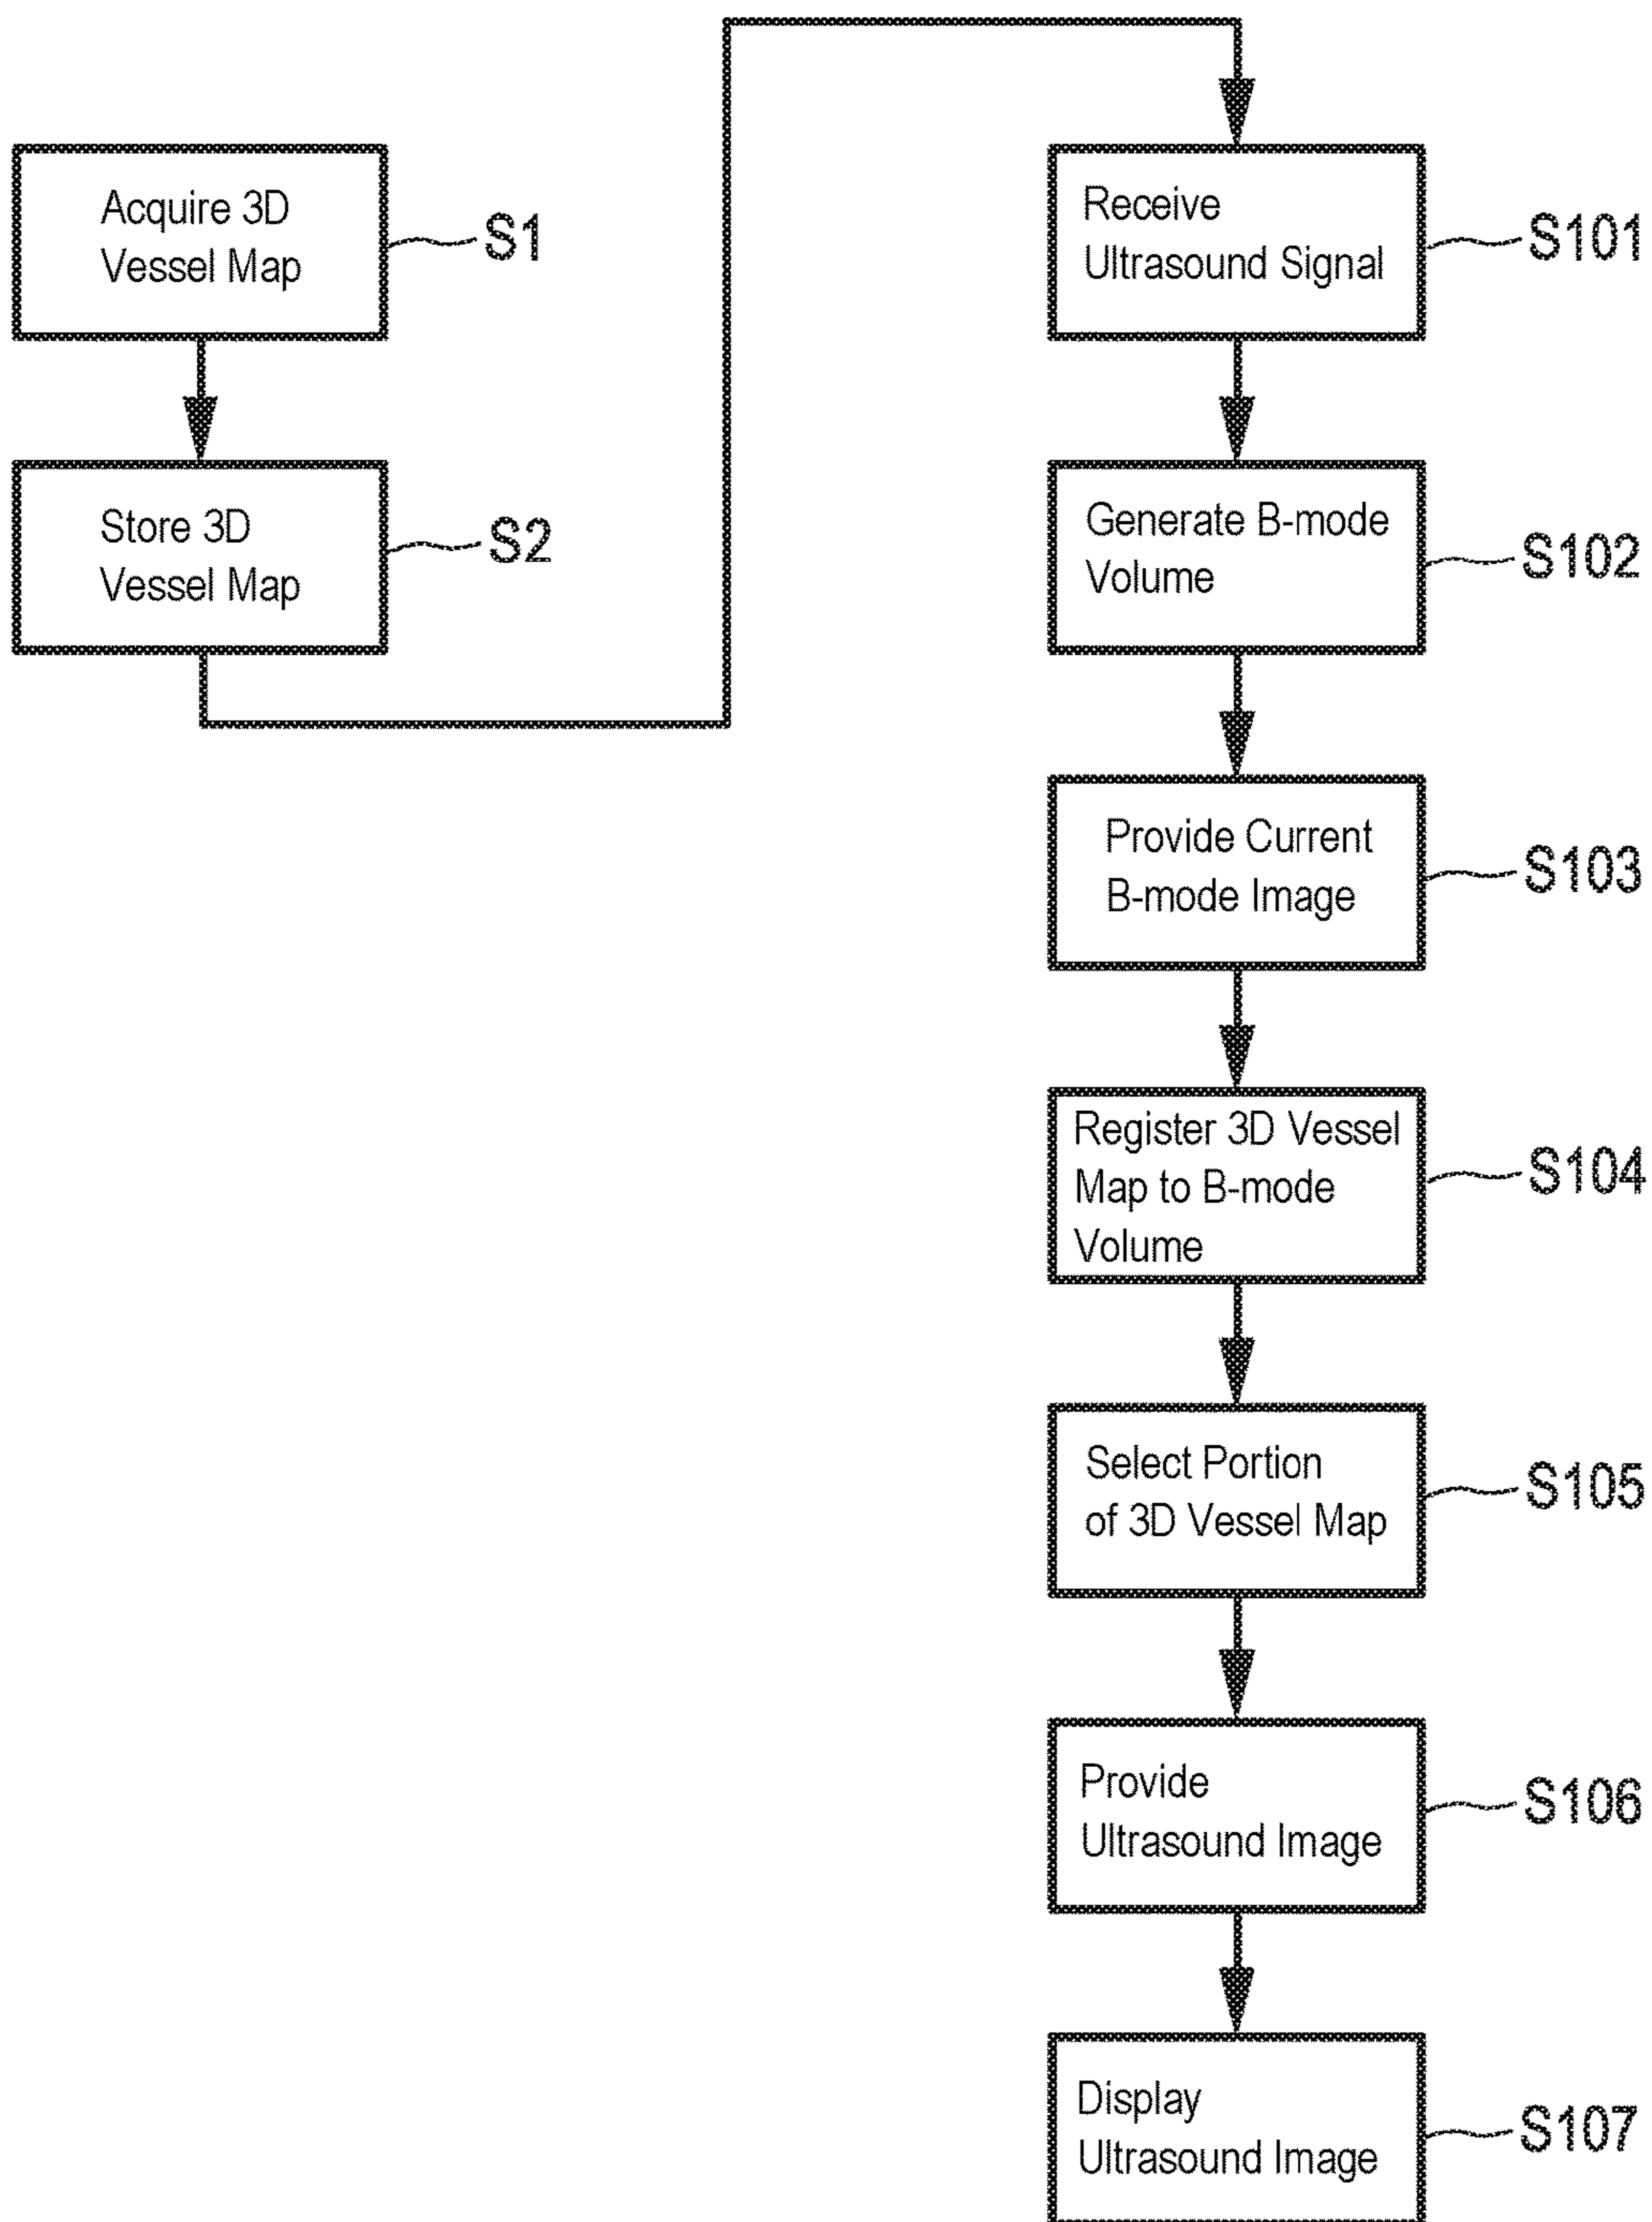 Acquire 3D
Vessel Map
S1
Store 3D
Vessel Map
S2
Receive
Ultrasound Signal
S101
Generate B-mode
Volume
S102
Provide Current
B-mode Image
S103
Register 3D Vessel
Map to B-mode
Volume
S104
Select Portion
of 3D Vessel Map
S105
Provide
Ultrasound Image
S106
Display
Ultrasound Image
S107